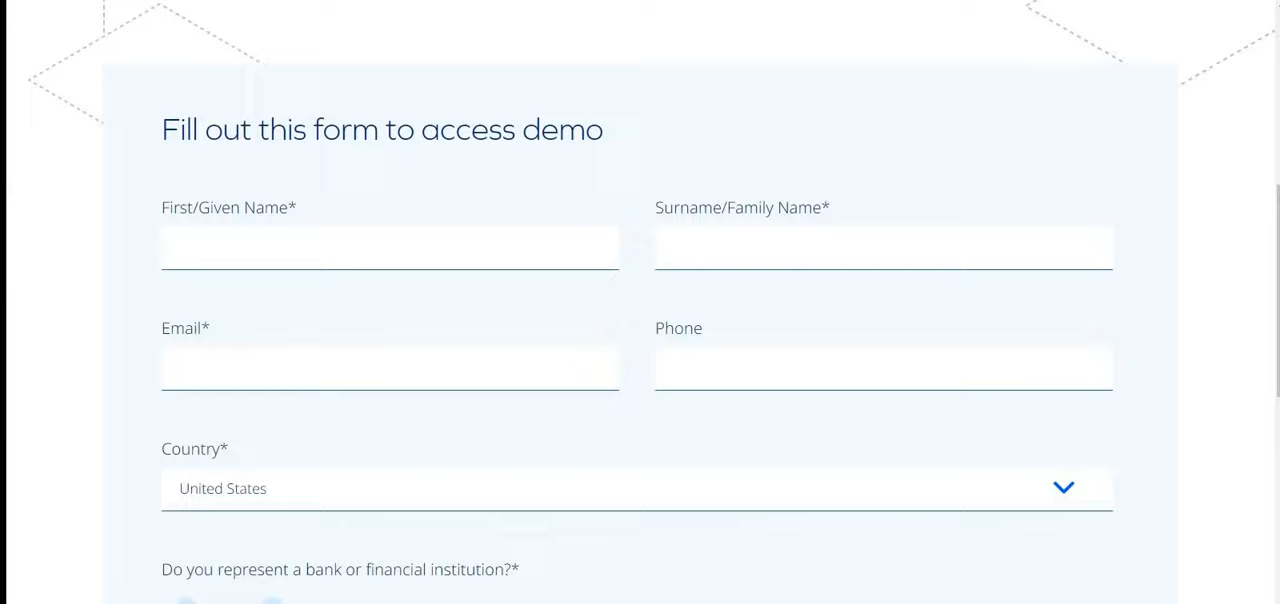 Fill out this form to access demo
First/Given Name*
Surname/Family Name*
Email*
Phone
Country*
United States
Do you represent a bank or financial institution?*